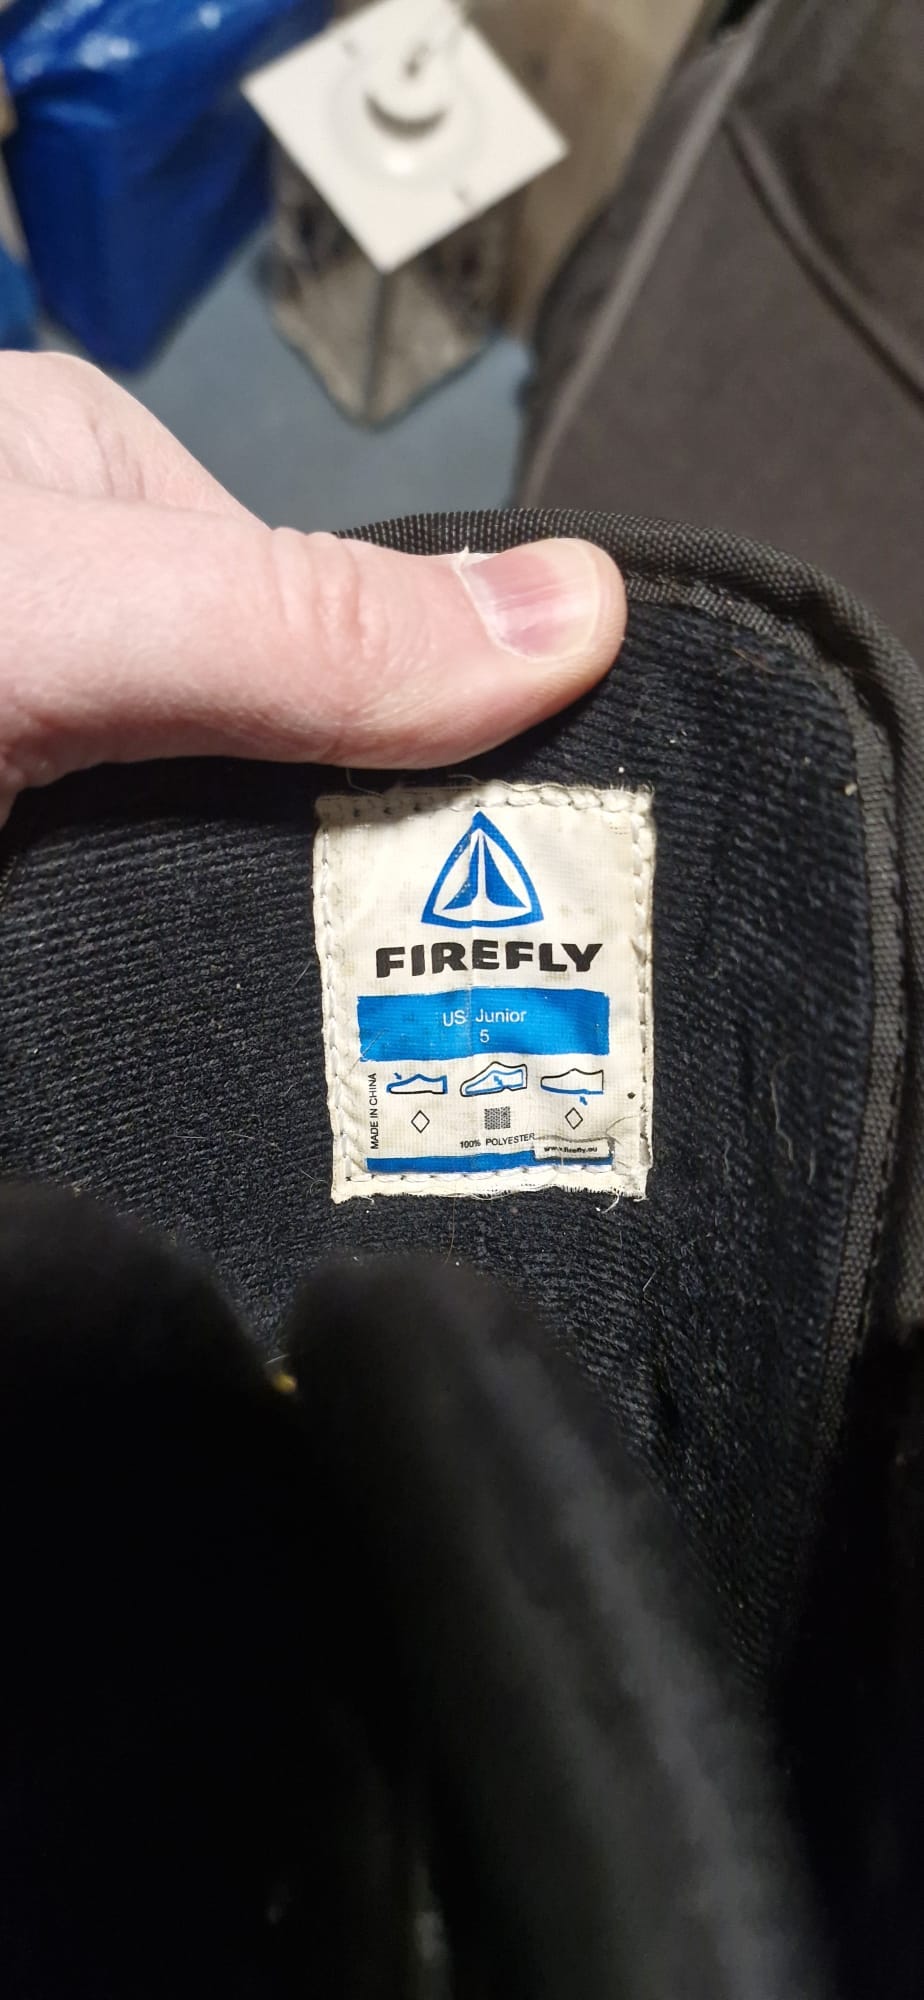 FIREFLY
US Junior
5
MADE IN CHINA
100% POLYESTER
www.firefly.eu